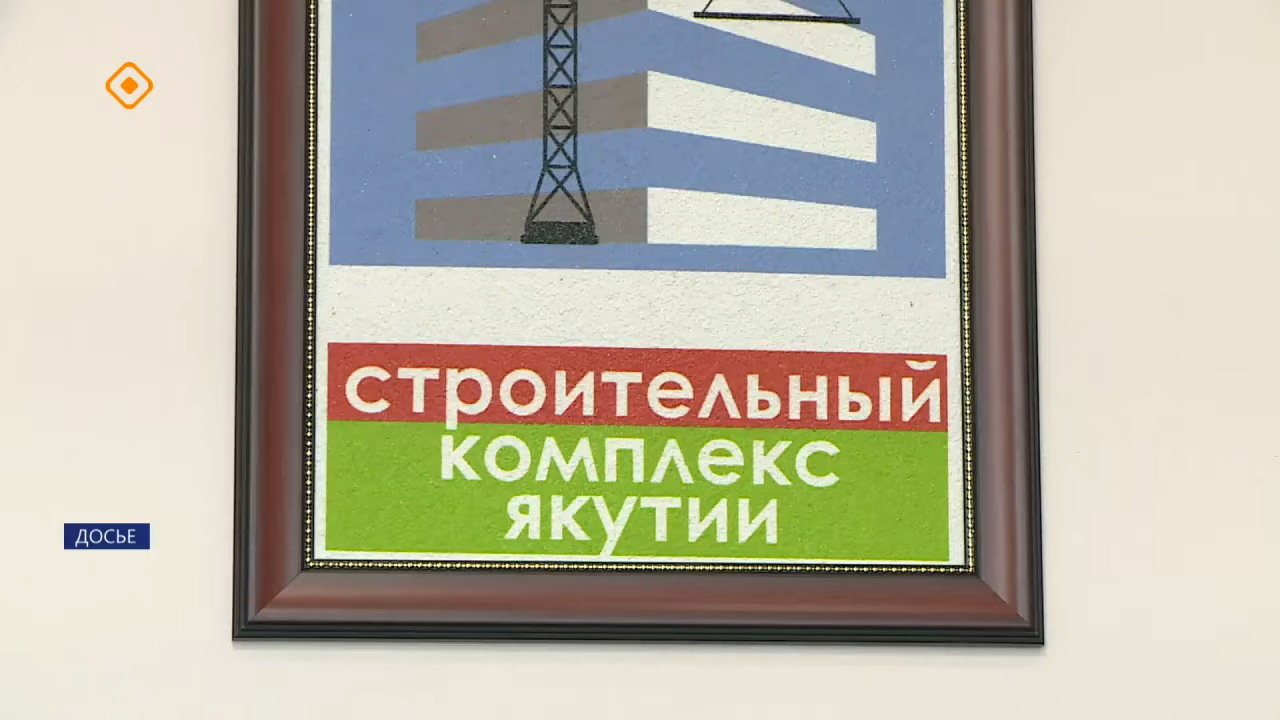 строительный
комплекс
якутии
ДОСЬЕ